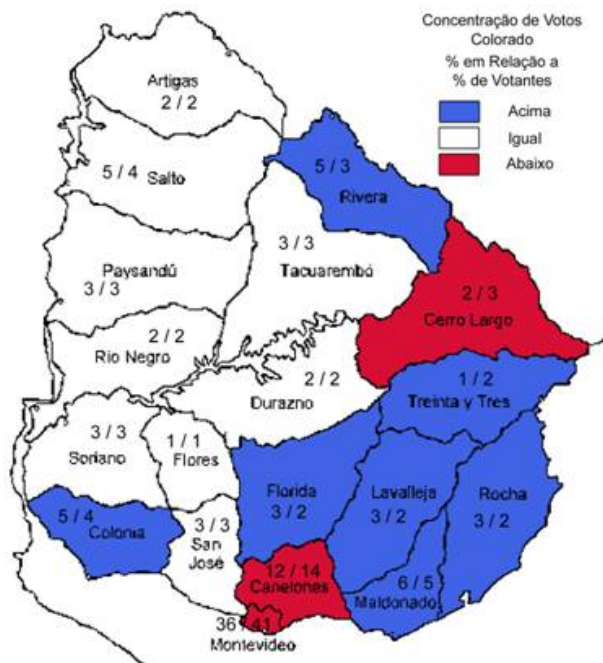 Concentração de Votos
Colorado
% em Relação a
% de Votantes
Acima
Igual
Abaixo
Artigas
2 / 2
5 / 4
Salto
5 / 3
Rivera
3 / 3
Tacuarembó
Paysandú
3 / 3
2 / 3
Cerro Largo
2 / 2
Rio Negro
2 / 2
Durazno
1 / 2
Treinta y Tres
3 / 3
Soriano
1 / 1
Flores
Florida
3 / 2
Lavalleja
3 / 2
Rocha
3 / 2
5 / 4
Colonia
3 / 3
San
José
12 / 14
Canelones
6 / 5
Maldonado
36 / 41
Montevideo